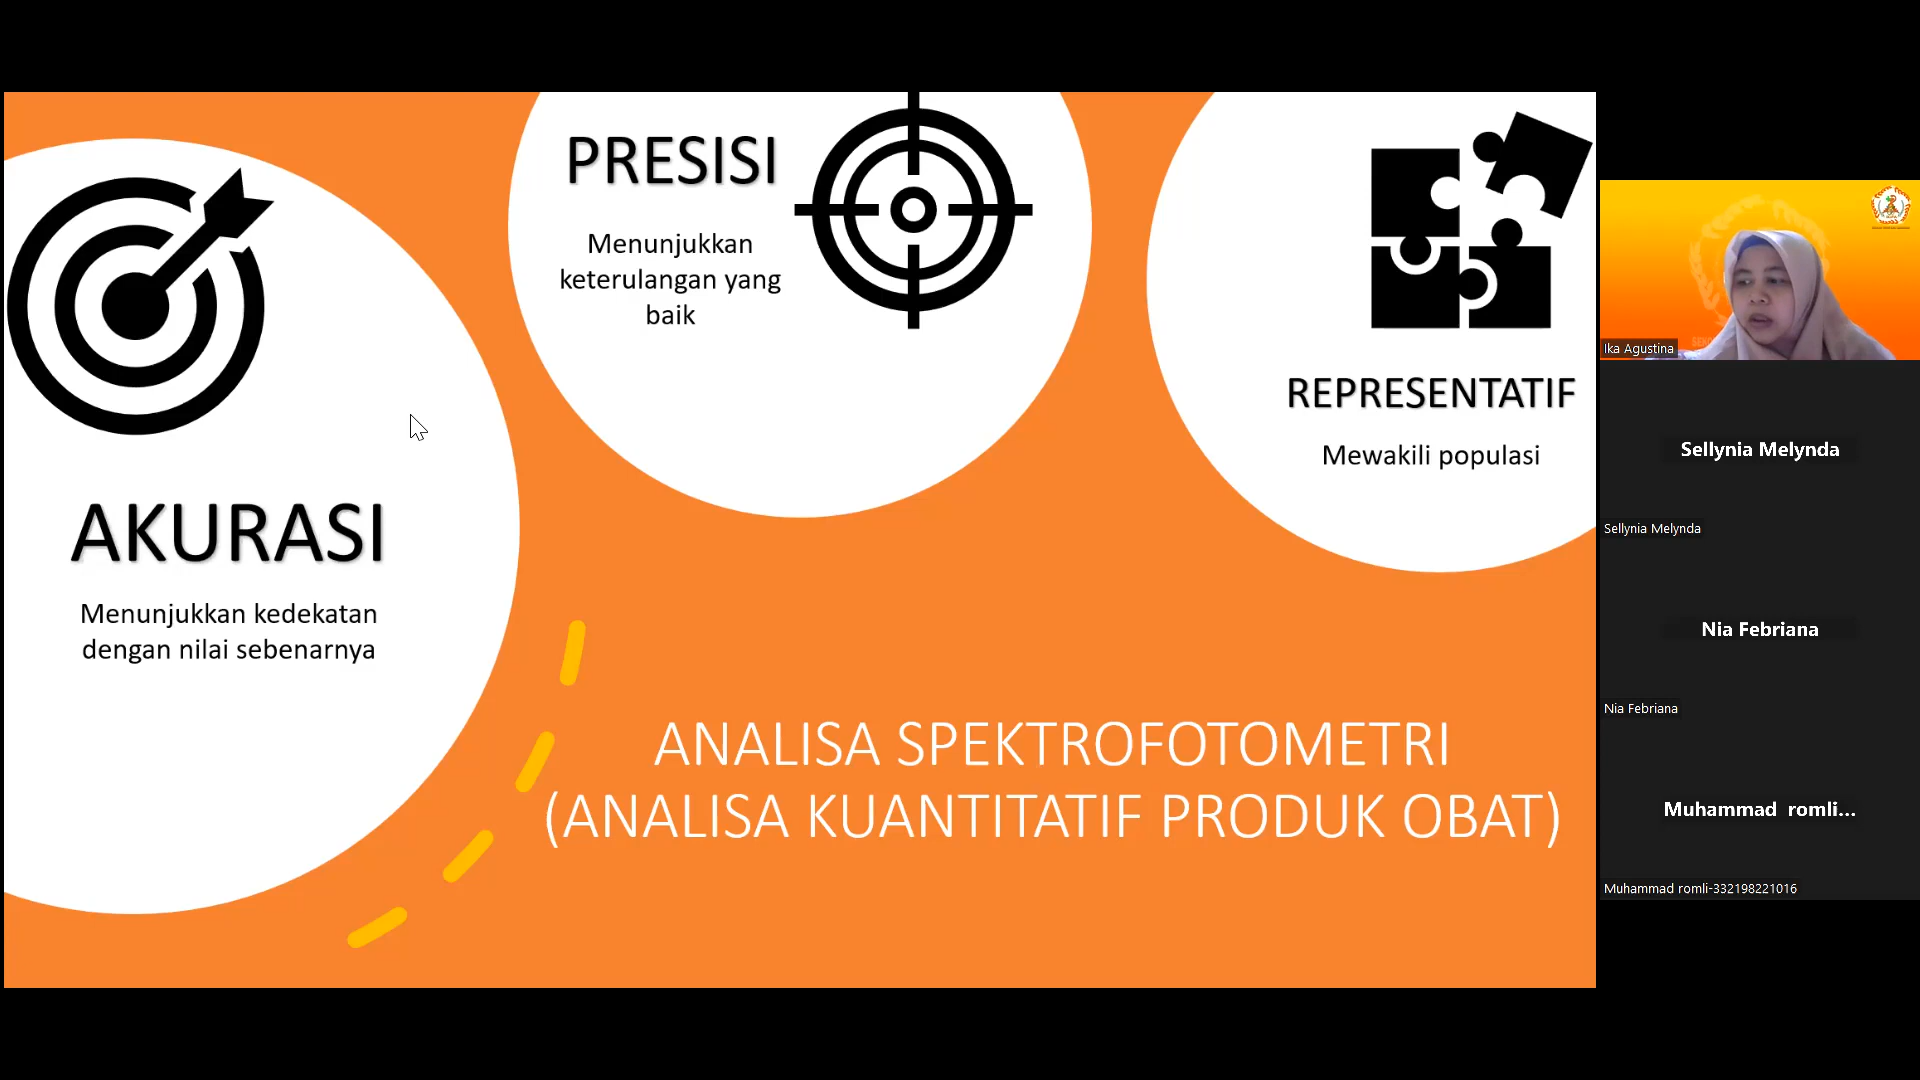 PRESISI
Menunjukkan
keterulangan yang
baik
REPRESENTATIF
Mewakili populasi
AKURASI
Menunjukkan kedekatan
dengan nilai sebenarnya
ANALISA SPEKTROFOTOMETRI
(ANALISA KUANTITATIF PRODUK OBAT)
Ika Agustina
Sellynia Melynda
Sellynia Melynda
Nia Febriana
Nia Febriana
Muhammad romli...
Muhammad romli-332198221016